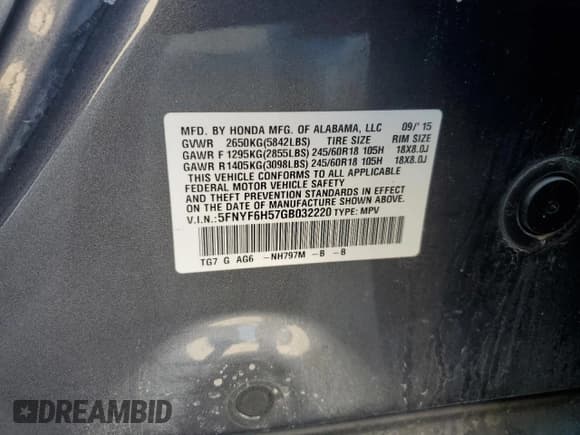 MFD. BY HONDA MFG. OF ALABAMA, LLC 09/'15
GVWR 2650KG(5842LBS) TIRE SIZE RIM SIZE
GAWR F 1295KG(2855LBS) 245/60R18 105H 18X8.0J
GAWR R 1405KG(3098LBS) 245/60R18 105H 18X8.0J
THIS VEHICLE CONFORMS TO ALL APPLICABLE
FEDERAL MOTOR VEHICLE SAFETY
AND THEFT PREVENTION STANDARDS IN EFFECT
ON THE DATE OF MANUFACTURE SHOWN ABOVE.
V.I.N.: 5FNYF6H57GB032220 TYPE: MPV
TG7 G AG6 -NH797M -B -B
DREAMBID